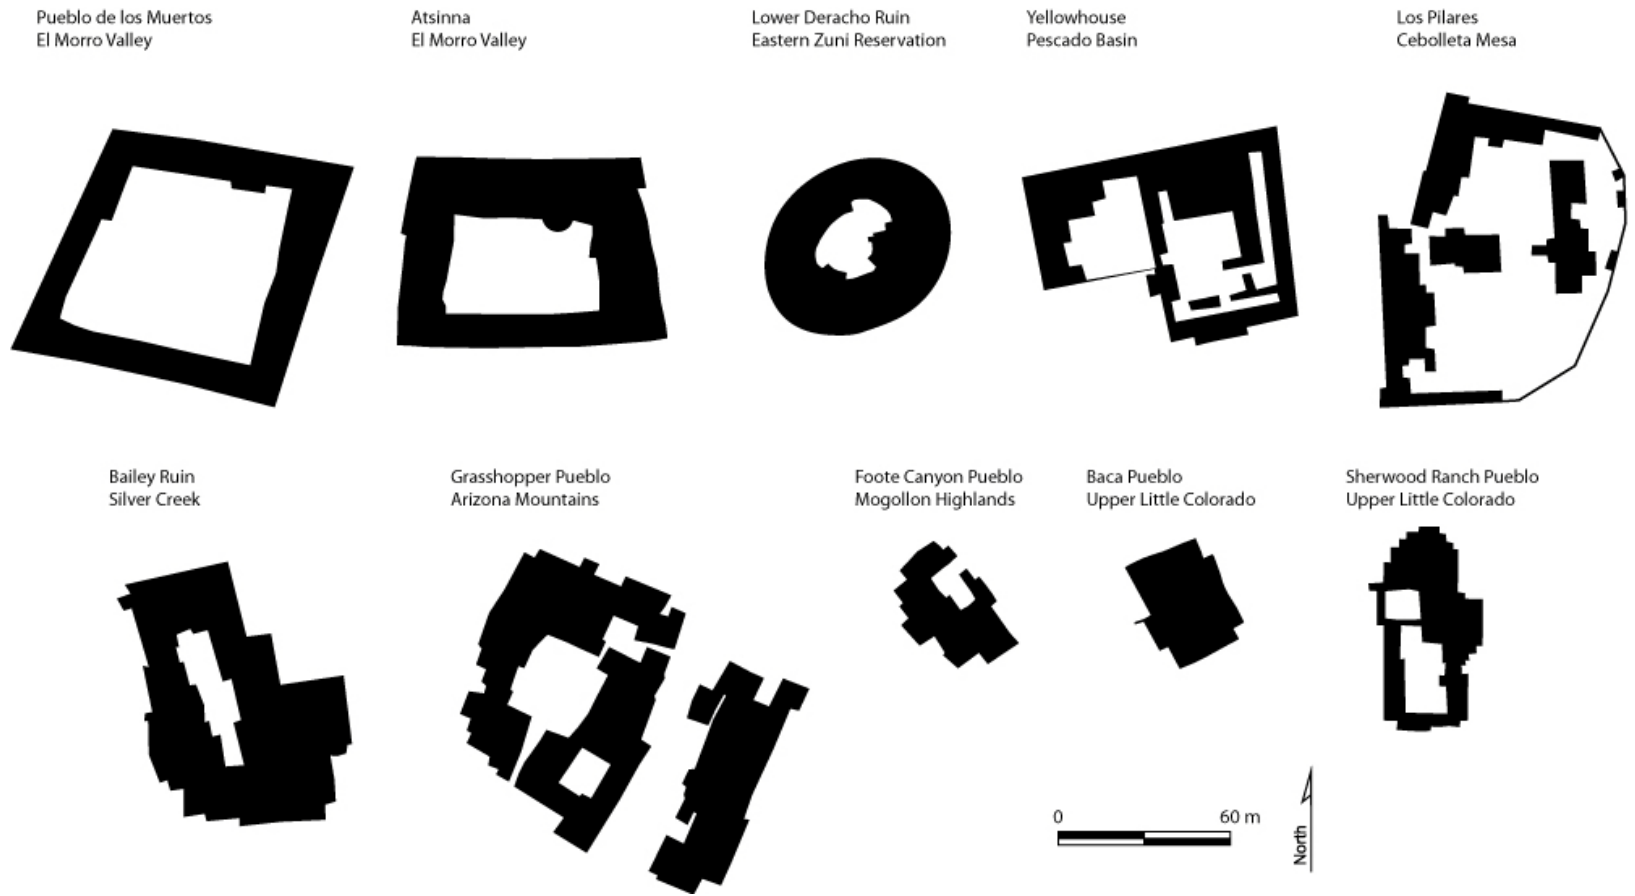 Pueblo de los Muertos
El Morro Valley
Atsinna
El Morro Valley
Lower Deracho Ruin
Eastern Zuni Reservation
Yellowhouse
Pescado Basin
Los Pilares
Cebolleta Mesa
Bailey Ruin
Silver Creek
Grasshopper Pueblo
Arizona Mountains
Foote Canyon Pueblo
Mogollon Highlands
Baca Pueblo
Upper Little Colorado
Sherwood Ranch Pueblo
Upper Little Colorado
0 60 m
North